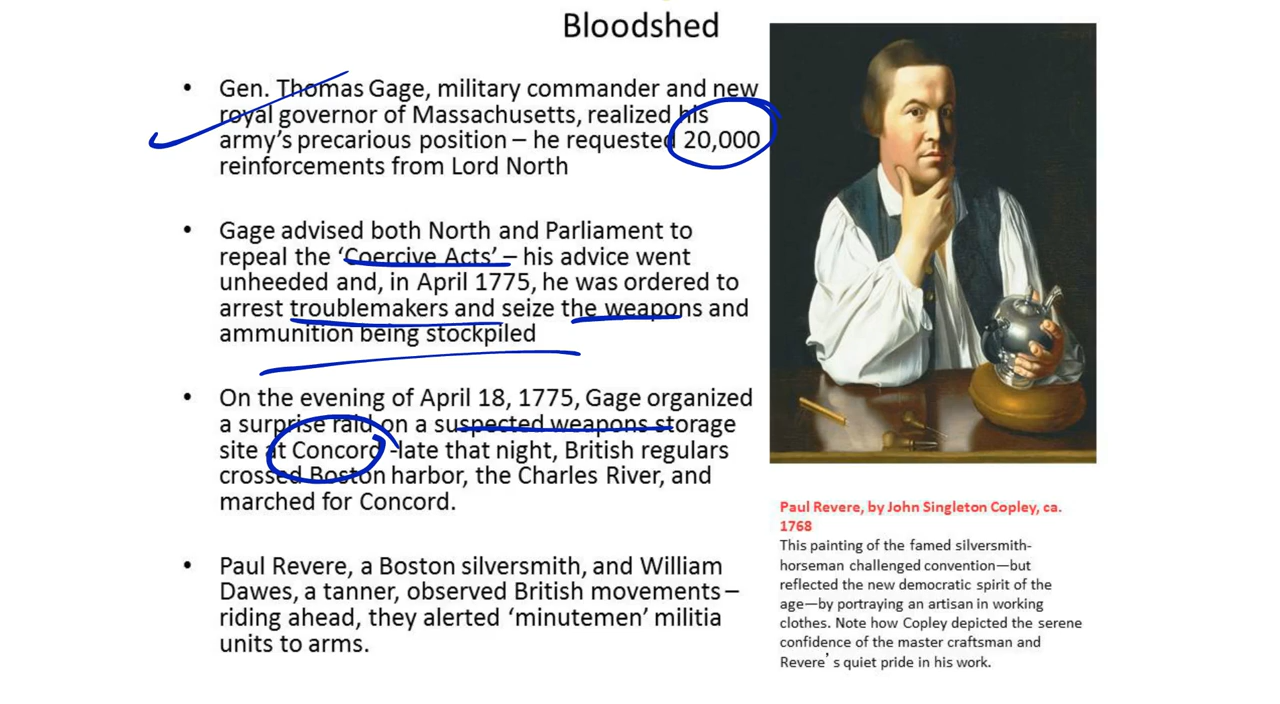 Bloodshed
• Gen. Thomas Gage, military commander and new
royal governor of Massachusetts, realized his
army's precarious position – he requested 20,000
reinforcements from Lord North
• Gage advised both North and Parliament to
repeal the 'Coercive Acts' – his advice went
unheeded and, in April 1775, he was ordered to
arrest troublemakers and seize the weapons and
ammunition being stockpiled
• On the evening of April 18, 1775, Gage organized
a surprise raid on a suspected weapons storage
site at Concord -late that night, British regulars
crossed Boston harbor, the Charles River, and
marched for Concord.
• Paul Revere, a Boston silversmith, and William
Dawes, a tanner, observed British movements –
riding ahead, they alerted 'minutemen' militia
units to arms.
Paul Revere, by John Singleton Copley, ca.
1768
This painting of the famed silversmith-
horseman challenged convention—but
reflected the new democratic spirit of the
age—by portraying an artisan in working
clothes. Note how Copley depicted the serene
confidence of the master craftsman and
Revere's quiet pride in his work.